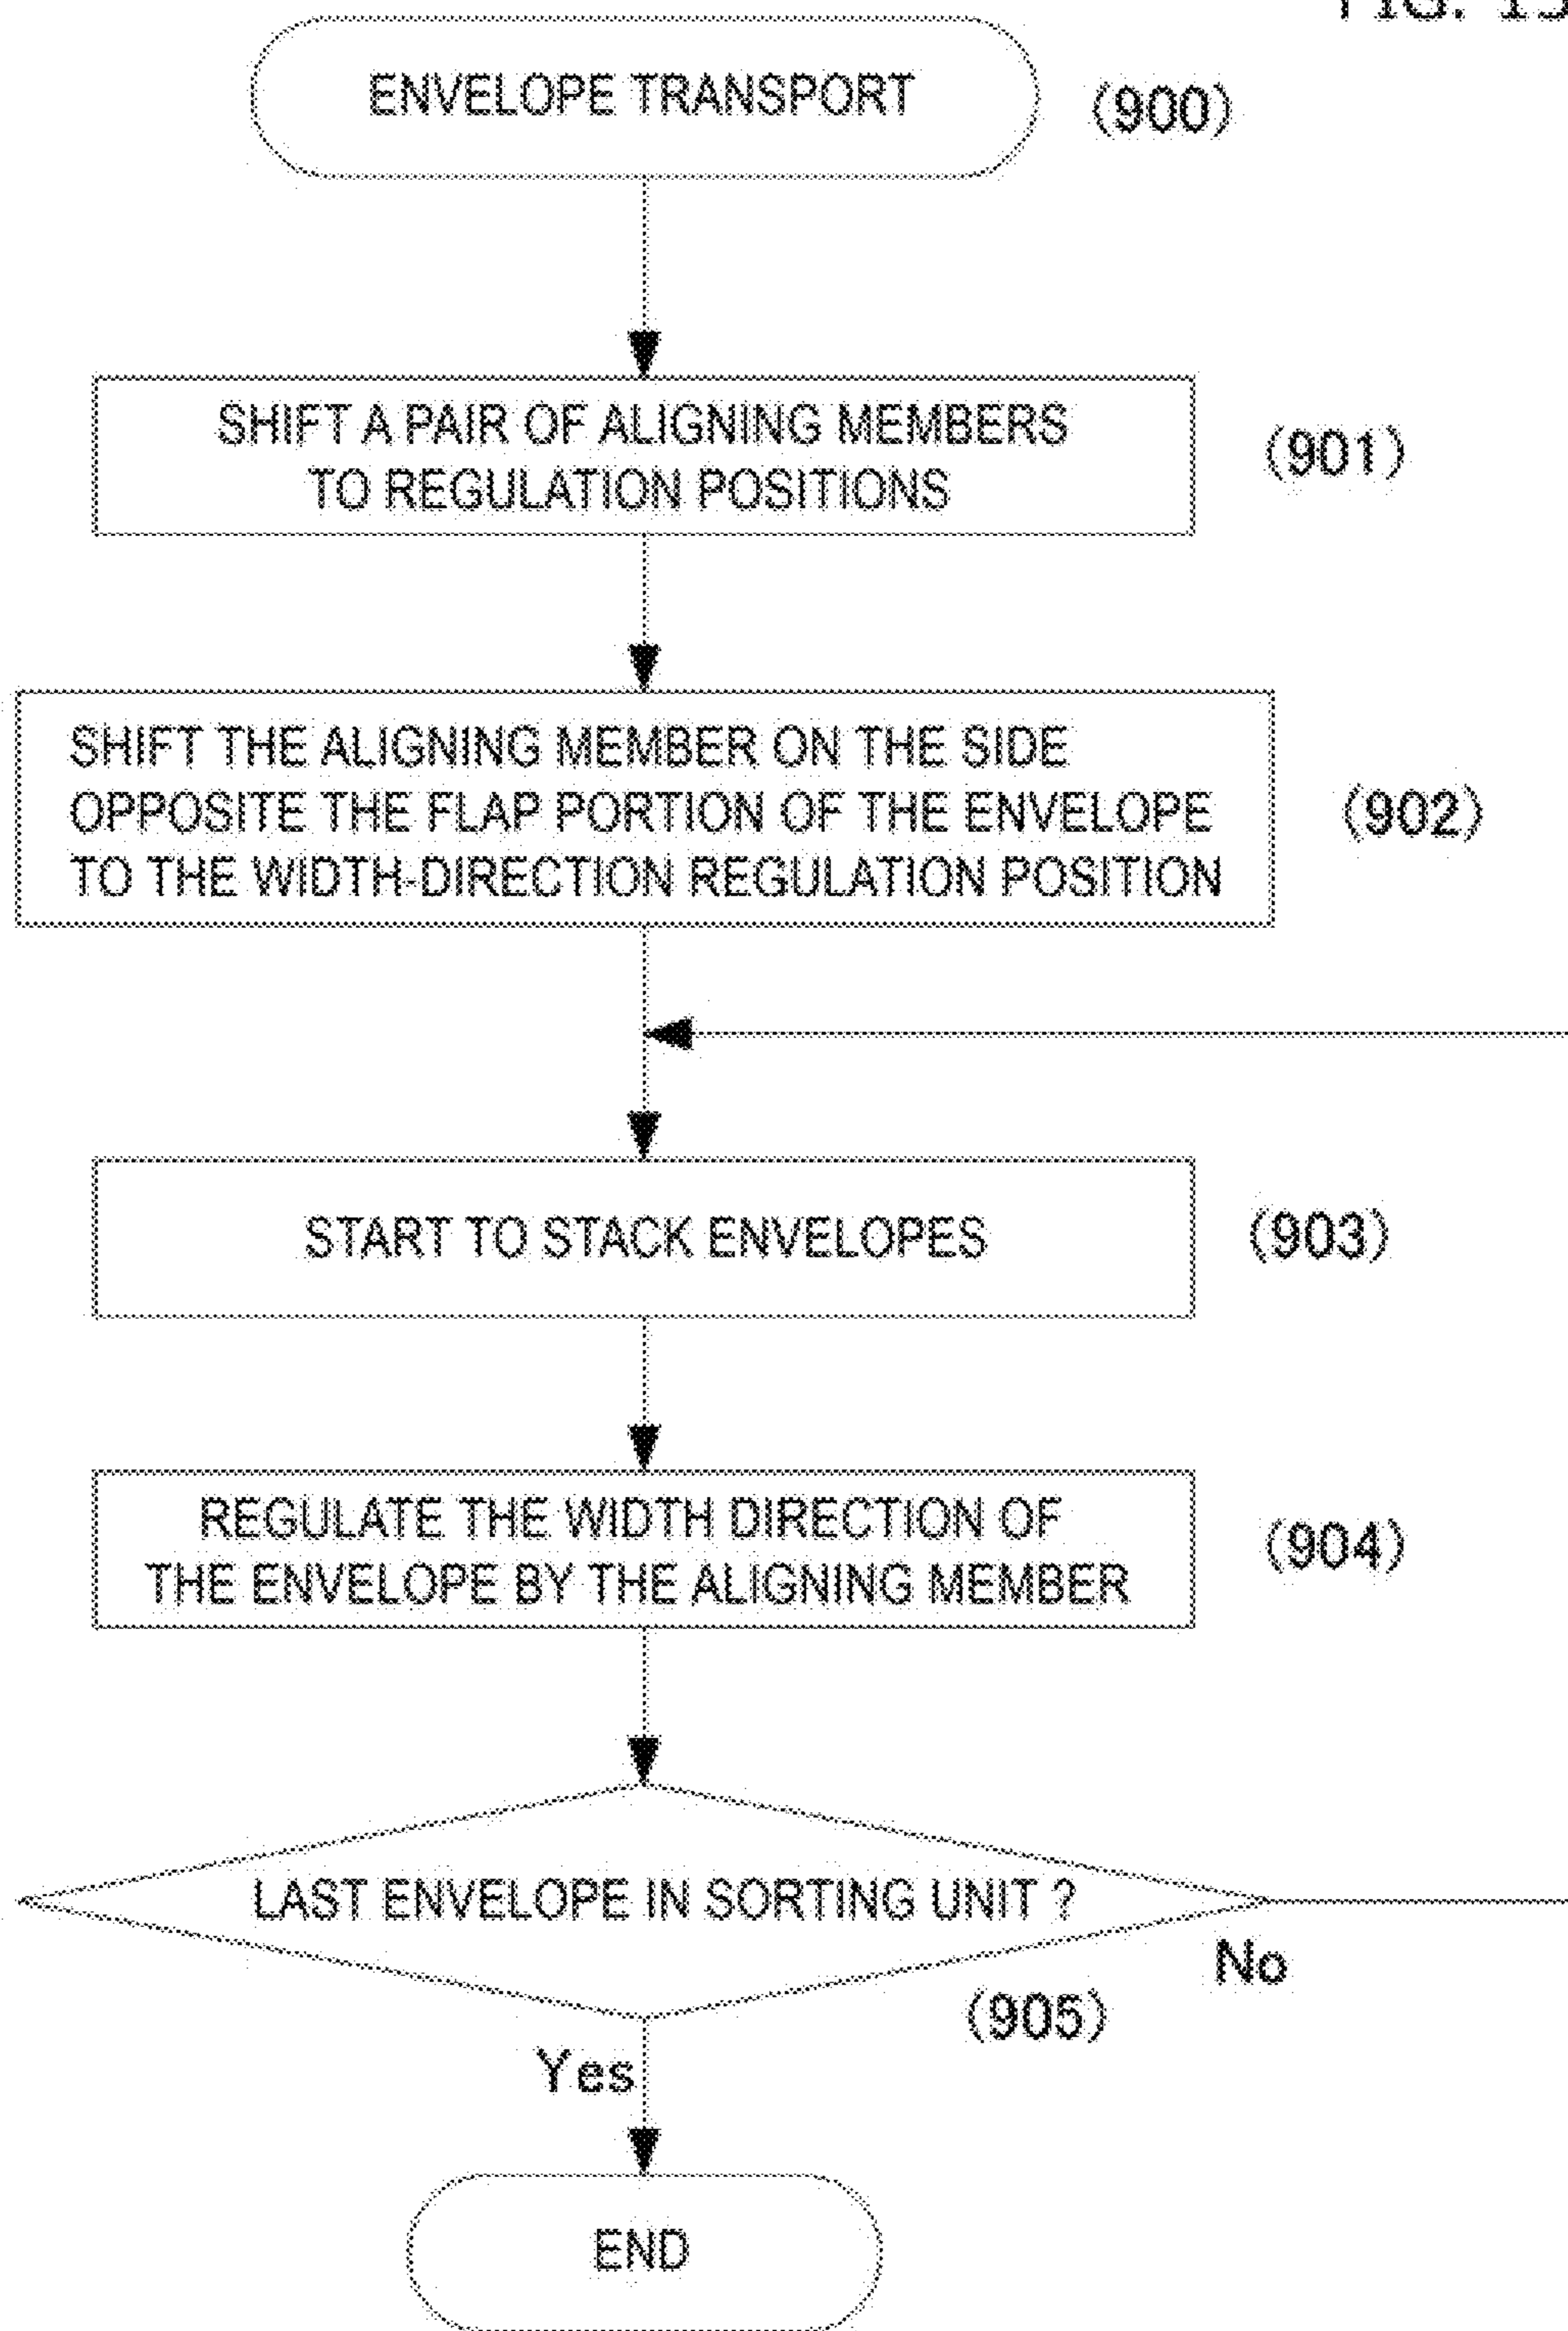 FIG. 13
ENVELOPE TRANSPORT
(900)
SHIFT A PAIR OF ALIGNING MEMBERS
TO REGULATION POSITIONS
(901)
SHIFT THE ALIGNING MEMBER ON THE SIDE
OPPOSITE THE FLAP PORTION OF THE ENVELOPE
TO THE WIDTH-DIRECTION REGULATION POSITION
(902)
START TO STACK ENVELOPES
(903)
REGULATE THE WIDTH DIRECTION OF
THE ENVELOPE BY THE ALIGNING MEMBER
(904)
LAST ENVELOPE IN SORTING UNIT ?
No
(905)
Yes
END